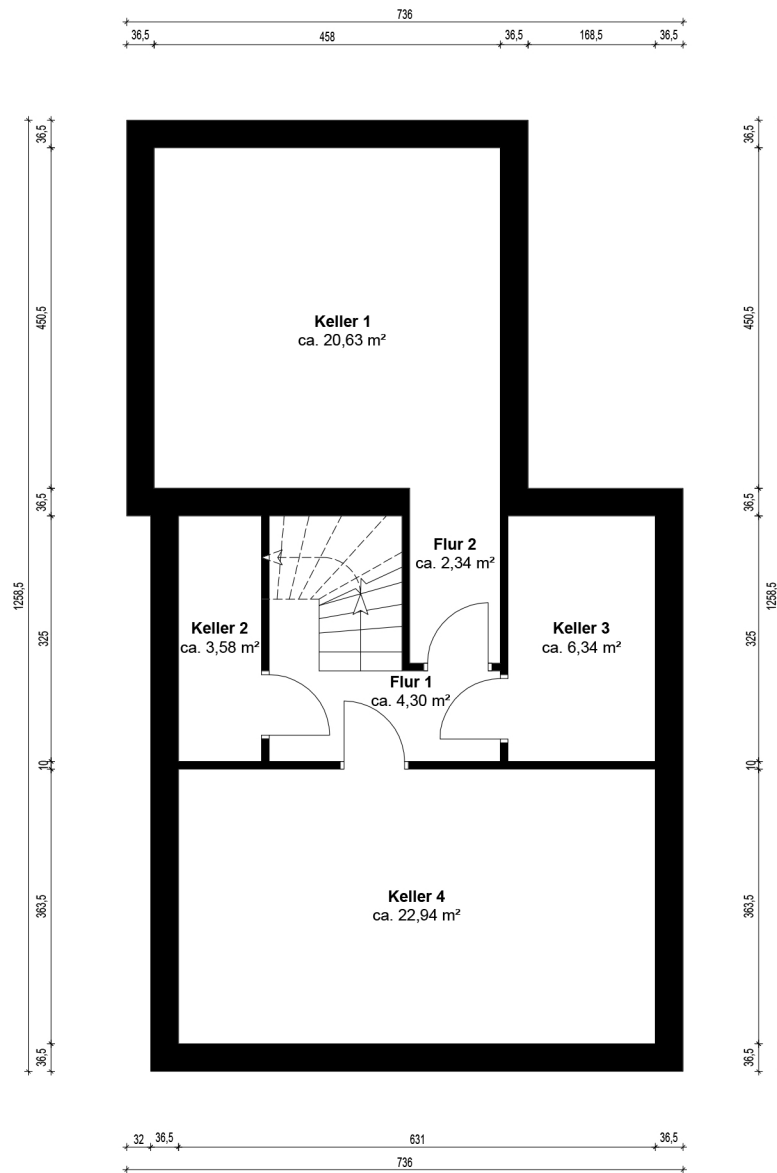 736
36,5 458 36,5 168,5 36,5
36,5
450,5
36,5
1258,5
325
10
363,5
36,5
Keller 1
ca. 20,63 m²
Flur 2
ca. 2,34 m²
Keller 2
ca. 3,58 m²
Keller 3
ca. 6,34 m²
Flur 1
ca. 4,30 m²
Keller 4
ca. 22,94 m²
36,5
450,5
36,5
1258,5
325
10
363,5
36,5
32 36,5 631 36,5
736